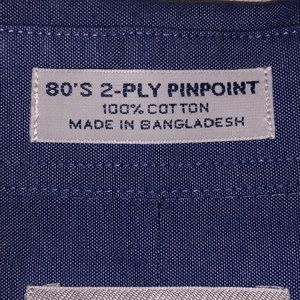 80'S 2-PLY PINPOINT
100% COTTON
MADE IN BANGLADESH